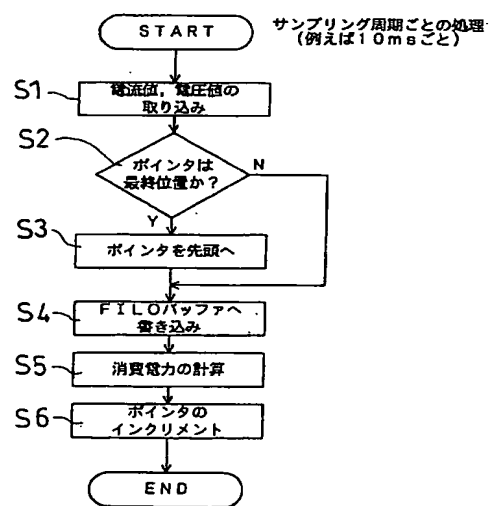 START
サンプリング周期ごとの処理
(例えば10msごと)
S1
電流値,電圧値の
取り込み
S2
ポインタは
最終位置か?
N
Y
S3
ポインタを先頭へ
S4
FILOバッファへ
書き込み
S5
消費電力の計算
S6
ポインタの
インクリメント
END